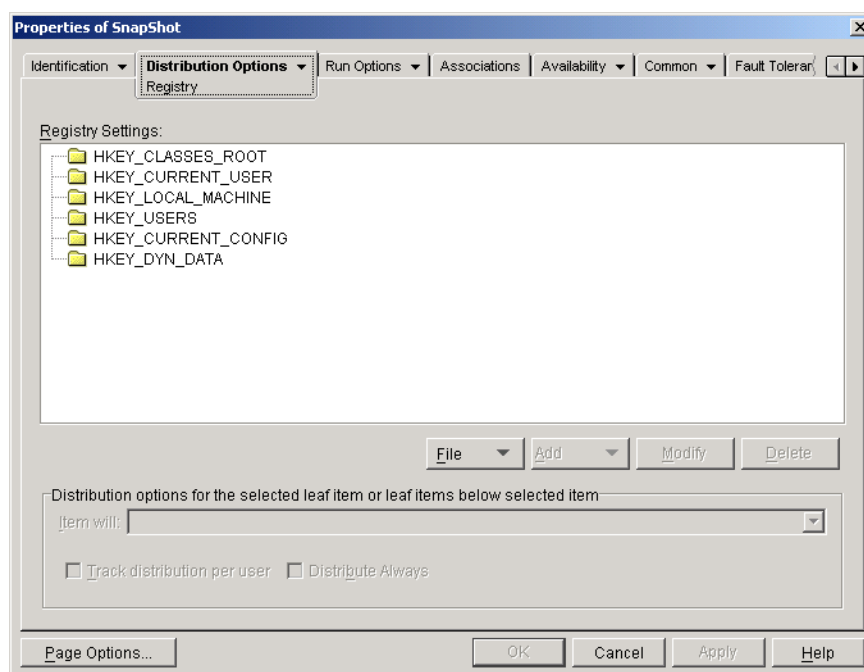 Properties of SnapShot
Identification Distribution Options Run Options Associations Availability Common Fault Toleran
Registry
Registry Settings:
HKEY_CLASSES_ROOT
HKEY_CURRENT_USER
HKEY_LOCAL_MACHINE
HKEY_USERS
HKEY_CURRENT_CONFIG
HKEY_DYN_DATA
File Add Modify Delete
Distribution options for the selected leaf item or leaf items below selected item
Item will:
Track distribution per user Distribute Always
Page Options... OK Cancel Apply Help